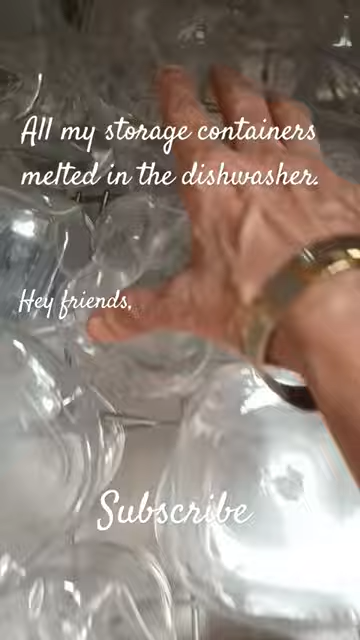 All my storage containers
melted in the dishwasher.
Hey friends,
Subscribe